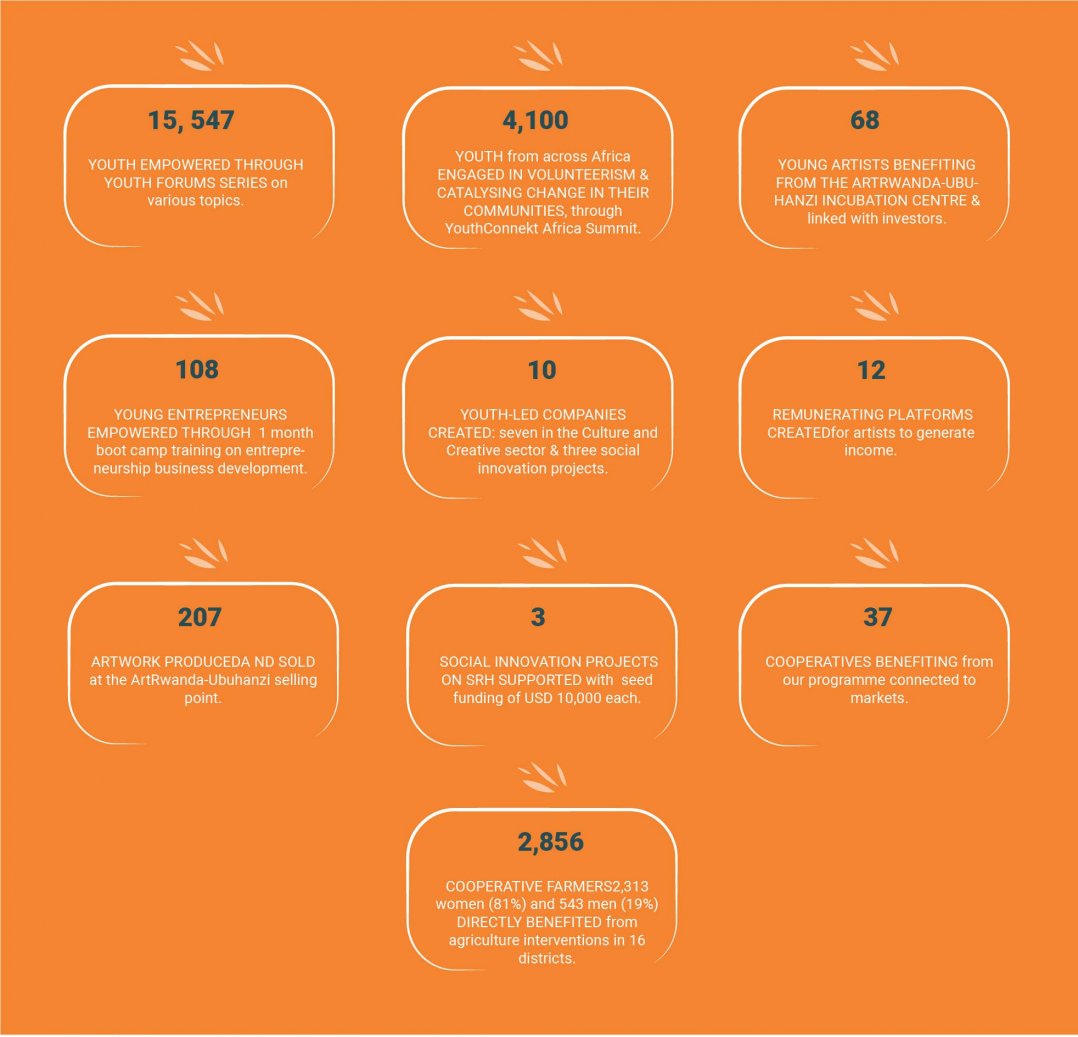 15, 547
YOUTH EMPOWERED THROUGH
YOUTH FORUMS SERIES on
various topics.
4,100
YOUTH from across Africa
ENGAGED IN VOLUNTEERISM &
CATALYSING CHANGE IN THEIR
COMMUNITIES, through
YouthConnekt Africa Summit.
68
YOUNG ARTISTS BENEFITING
FROM THE ARTRWANDA-UBU-
HANZI INCUBATION CENTRE &
linked with investors.
108
YOUNG ENTREPRENEURS
EMPOWERED THROUGH  1 month
boot camp training on entrepre-
neurship business development.
10
YOUTH-LED COMPANIES
CREATED: seven in the Culture and
Creative sector & three social
innovation projects.
12
REMUNERATING PLATFORMS
CREATEDfor artists to generate
income.
207
ARTWORK PRODUCEDA ND SOLD
at the ArtRwanda-Ubuhanzi selling
point.
3
SOCIAL INNOVATION PROJECTS
ON SRH SUPPORTED with  seed
funding of USD 10,000 each.
37
COOPERATIVES BENEFITING from
our programme connected to
markets.
2,856
COOPERATIVE FARMERS2,313
women (81%) and 543 men (19%)
DIRECTLY BENEFITED from
agriculture interventions in 16
districts.